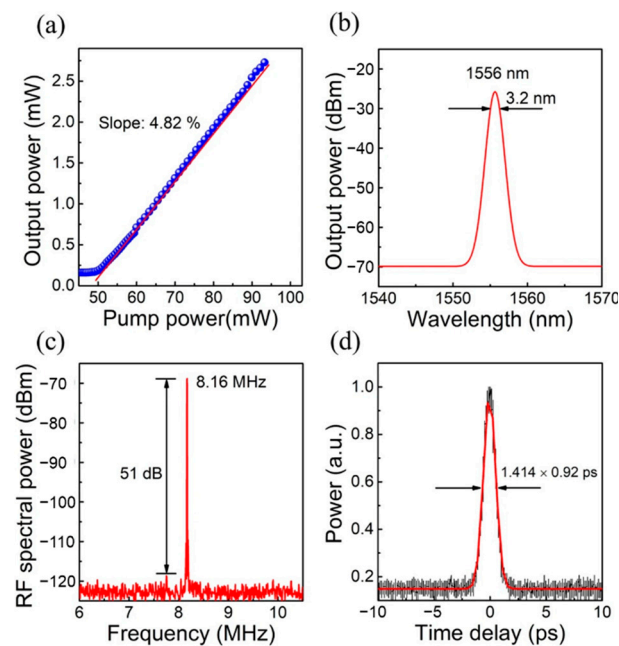 (a)
Output power (mW)
2.5
2.0
1.5
1.0
0.5
0.0
Slope: 4.82 %
50 60 70 80 90 100
Pump power(mW)
(b)
Output power (dBm)
−20
−30
−40
−50
−60
−70
1556 nm
3.2 nm
1540 1550 1560 1570
Wavelength (nm)
(c)
RF spectral power (dBm)
−70
−80
−90
−100
−110
−120
8.16 MHz
51 dB
6 7 8 9 10
Frequency (MHz)
(d)
Power (a.u.)
1.0
0.8
0.6
0.4
0.2
1.414 × 0.92 ps
−10 −5 0 5 10
Time delay (ps)